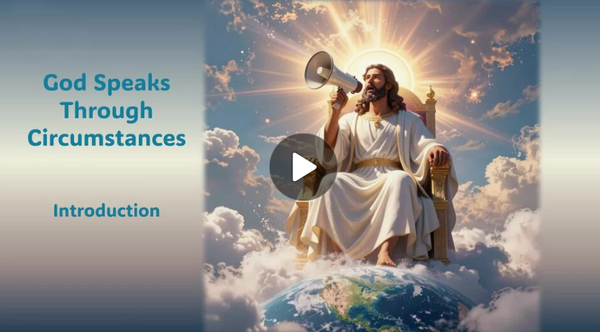 God Speaks
Through
Circumstances
Introduction